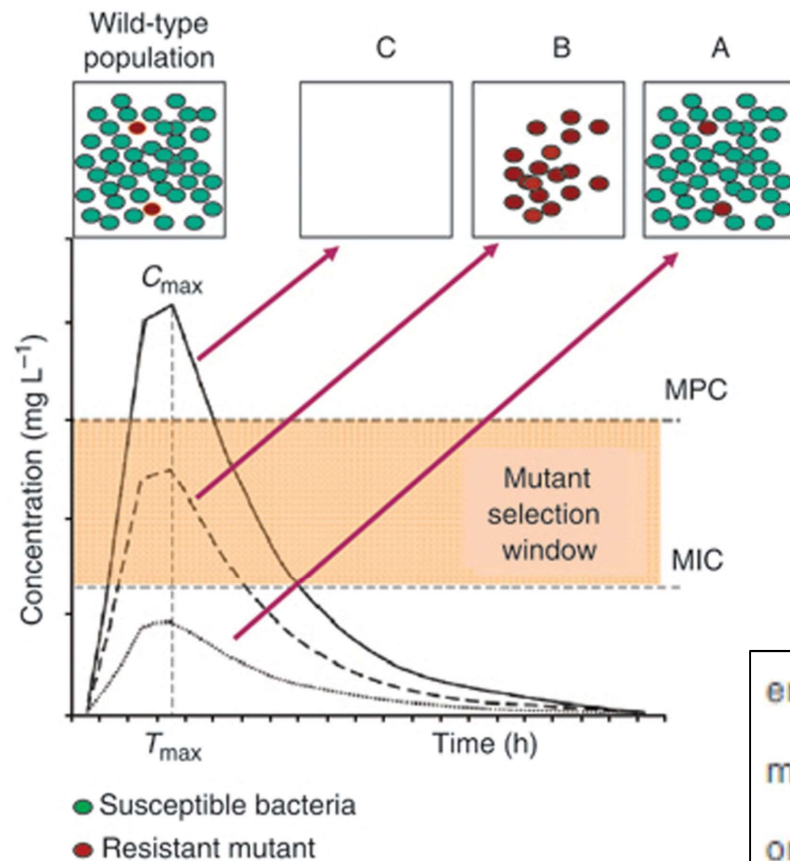 Wild-type
population
C
B
A
Cmax
Concentration (mg L−1)
MPC
Mutant
selection
window
MIC
Tmax
Time (h)
Susceptible bacteria
Resistant mutant